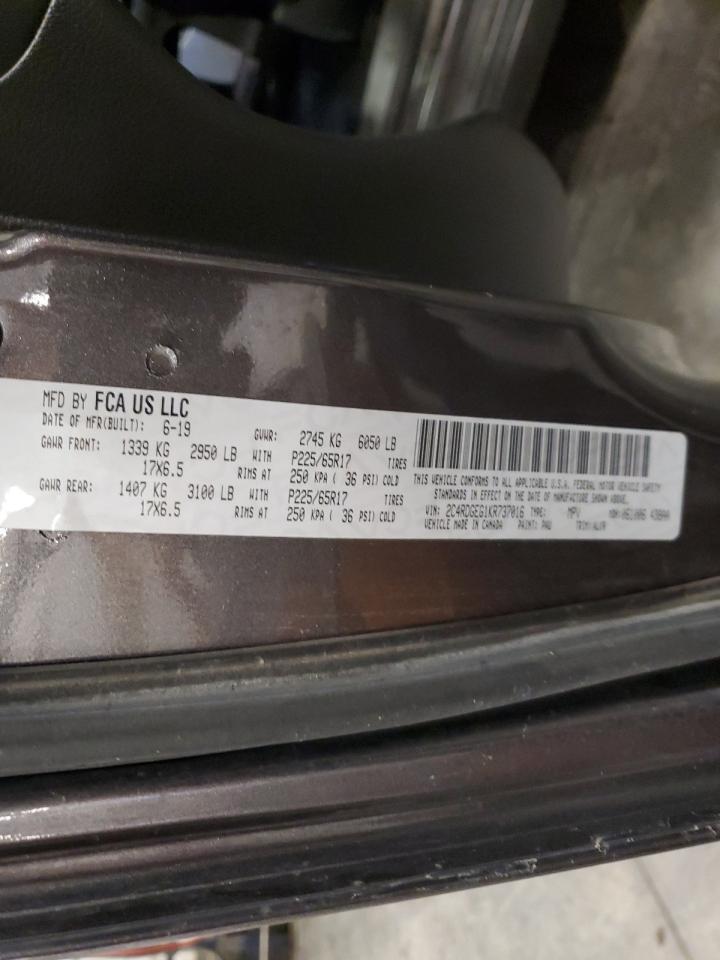 MFD BY FCA US LLC
DATE OF MFR(BUILT): 6-19 GVWR: 2745 KG 6050 LB
GAWR FRONT: 1339 KG 2950 LB WITH P225/65R17 TIRES
17X6.5 RIMS AT 250 KPA ( 36 PSI) COLD
GAWR REAR: 1407 KG 3100 LB WITH P225/65R17 TIRES
17X6.5 RIMS AT 250 KPA ( 36 PSI) COLD
THIS VEHICLE CONFORMS TO ALL APPLICABLE U.S.A. FEDERAL MOTOR VEHICLE SAFETY
STANDARDS IN EFFECT ON THE DATE OF MANUFACTURE SHOWN ABOVE.
VIN: 2C4RDGEG1KR737016 TYPE: MPV MDH:
VEHICLE MADE IN CANADA PAINT: PAU TRIM: